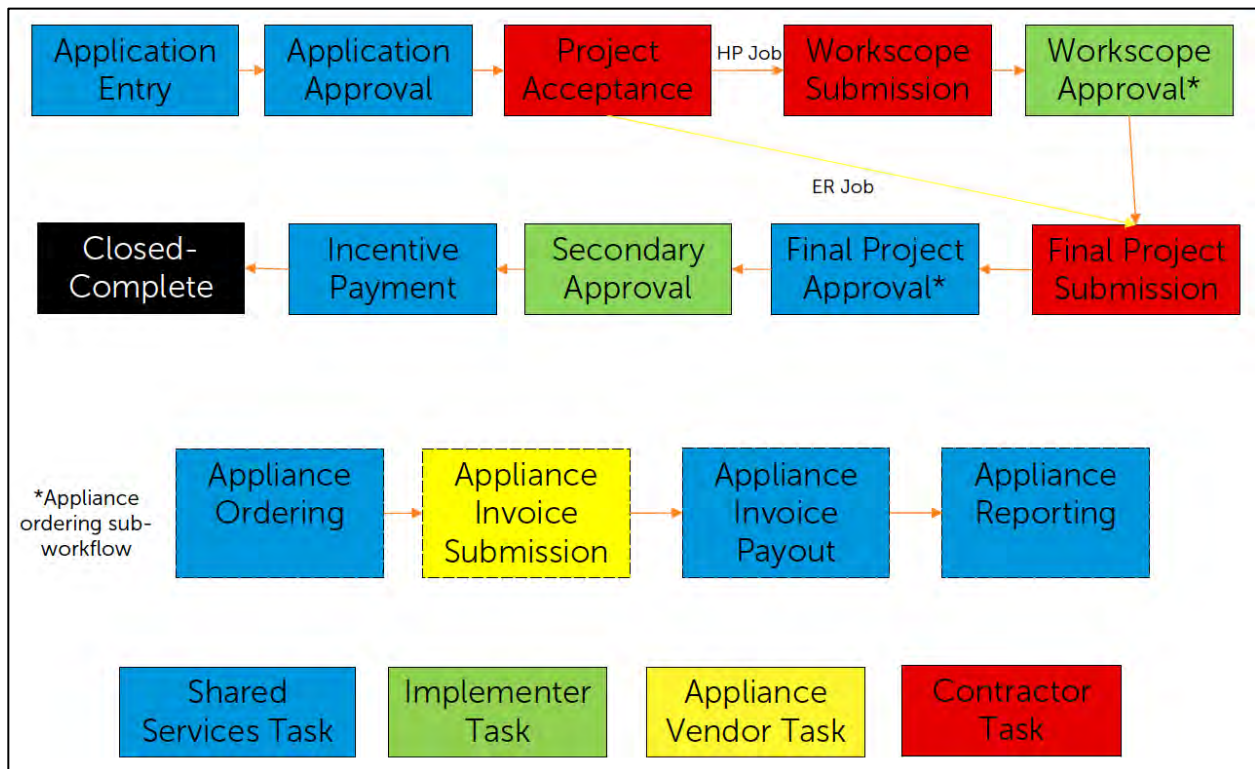 Application
Entry
Application
Approval
Project
Acceptance
HP Job
Workscope
Submission
Workscope
Approval*
ER Job
Closed-
Complete
Incentive
Payment
Secondary
Approval
Final Project
Approval*
Final Project
Submission
*Appliance
ordering sub-
workflow
Appliance
Ordering
Appliance
Invoice
Submission
Appliance
Invoice
Payout
Appliance
Reporting
Shared
Services Task
Implementer
Task
Appliance
Vendor Task
Contractor
Task